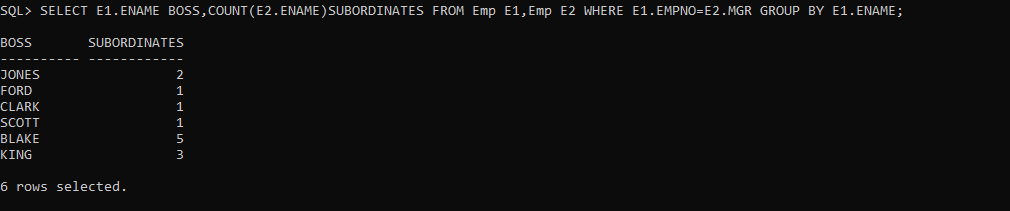 SQL> SELECT E1.ENAME BOSS,COUNT(E2.ENAME)SUBORDINATES FROM Emp E1,Emp E2 WHERE E1.EMPNO=E2.MGR GROUP BY E1.ENAME;
BOSS       SUBORDINATES
---------- ------------
JONES                 2
FORD                  1
CLARK                 1
SCOTT                 1
BLAKE                 5
KING                  3
6 rows selected.